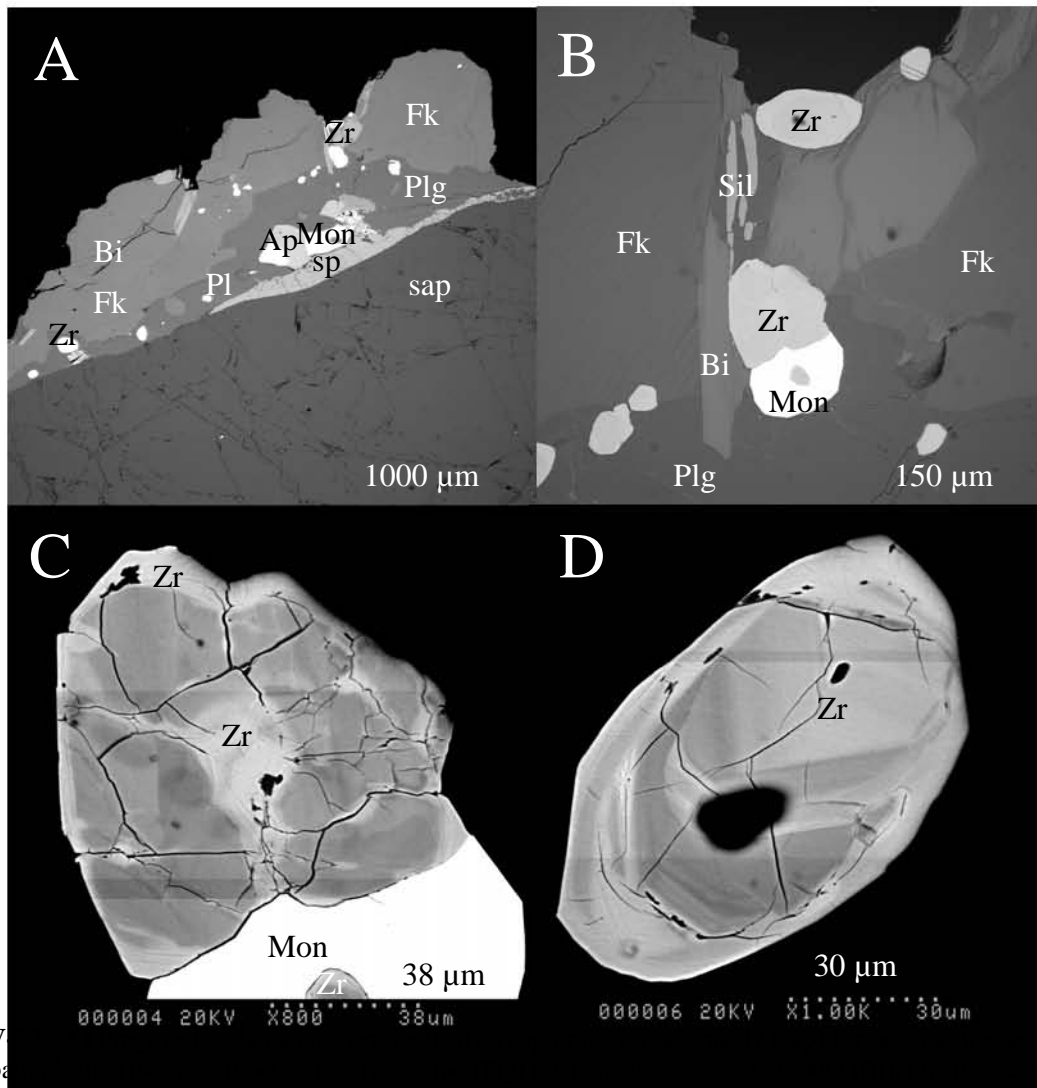 A
Zr
Fk
Plg
Bi
Ap Mon
sp
Pl
sap
Fk
Zr
1000 µm
B
Zr
Sil
Fk
Fk
Zr
Bi
Mon
Plg
150 µm
C
Zr
Zr
Mon
Zr
38 µm
000004 20KV X800 38um
D
Zr
30 µm
000006 20KV X1.00K 30um